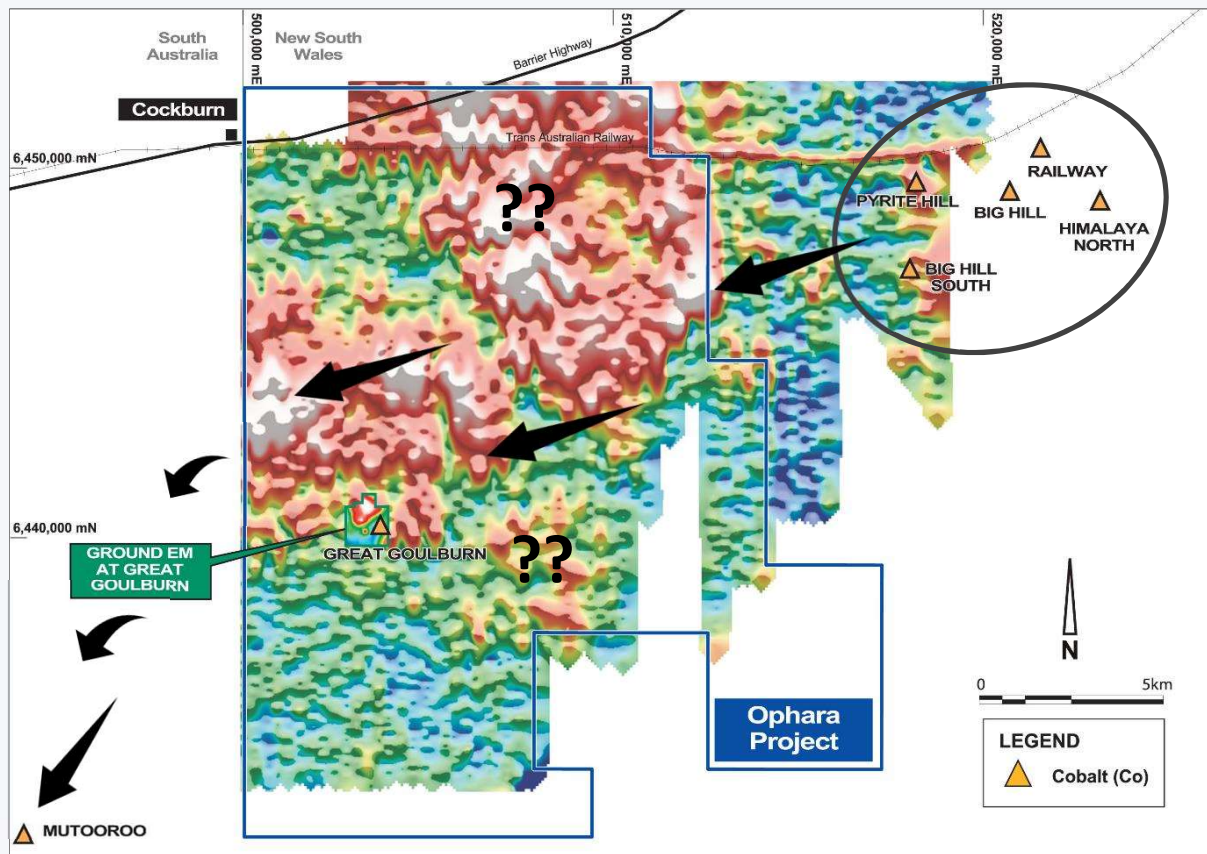 South
Australia
New South
Wales
500,000 mE
510,000 mE
520,000 mE
Barrier Highway
Cockburn
Trans Australian Railway
6,450,000 mN
??
RAILWAY
PYRITE HILL
BIG HILL
HIMALAYA
NORTH
BIG HILL
SOUTH
6,440,000 mN
GREAT GOULBURN
??
GROUND EM
AT GREAT
GOULBURN
N
0
5km
Ophara
Project
LEGEND
Cobalt (Co)
MUTOOROO